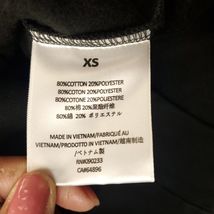 XS
80%COTTON 20%POLYESTER
80%COTTON 20%POLYESTER
80%COTONE 20%POLIESTERE
80%棉 20%聚酯纤维
80%綿 20% ポリエステル
MADE IN VIETNAM/FABRIQUÉ AU
VIETNAM/PRODOTTO IN VIETNAM/越南制造/
ベトナム製
RN#090233
CA#64896